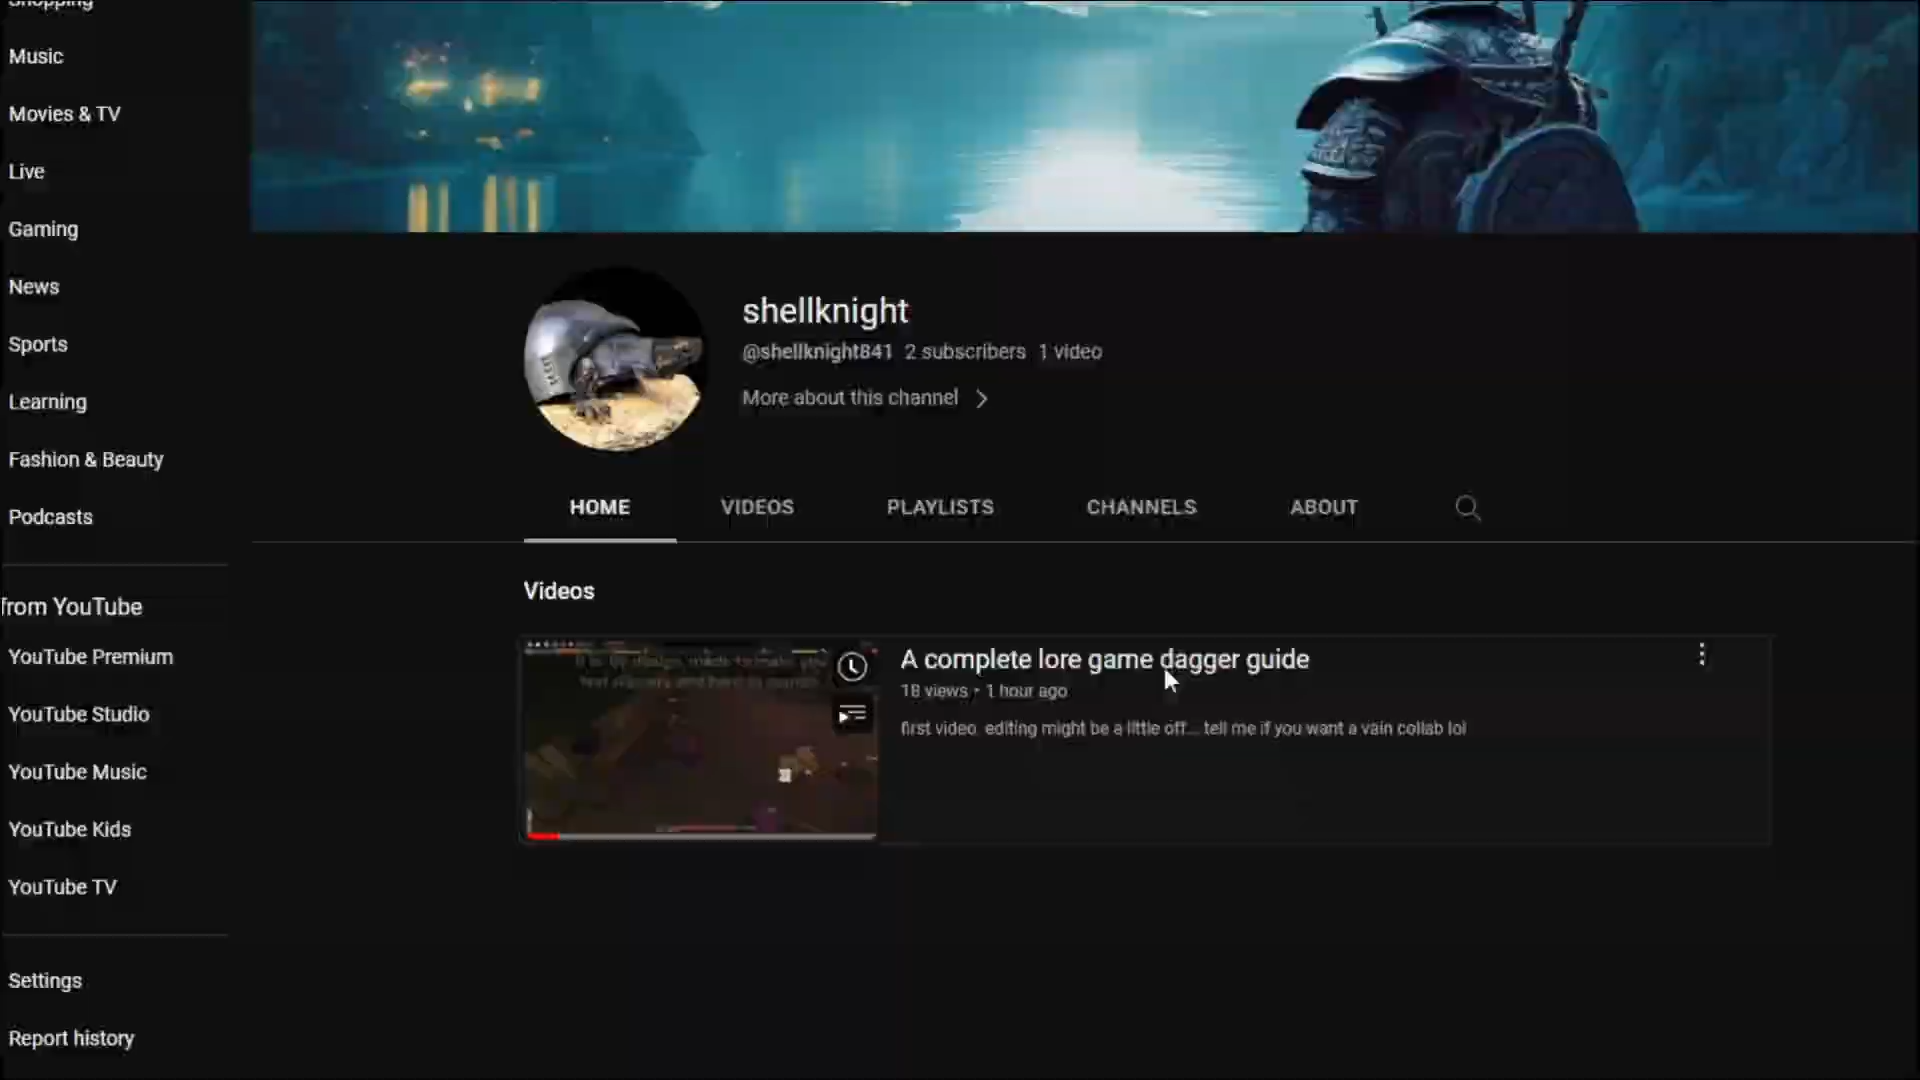 Shopping
Music
Movies & TV
Live
Gaming
News
Sports
Learning
Fashion & Beauty
Podcasts
from YouTube
YouTube Premium
YouTube Studio
YouTube Music
YouTube Kids
YouTube TV
Settings
Report history
shellknight
@shellknight841 2 subscribers 1 video
More about this channel
HOME VIDEOS PLAYLISTS CHANNELS ABOUT
Videos
A complete lore game dagger guide
18 views • 1 hour ago
first video, editing might be a little off... tell me if you want a vain collab lol